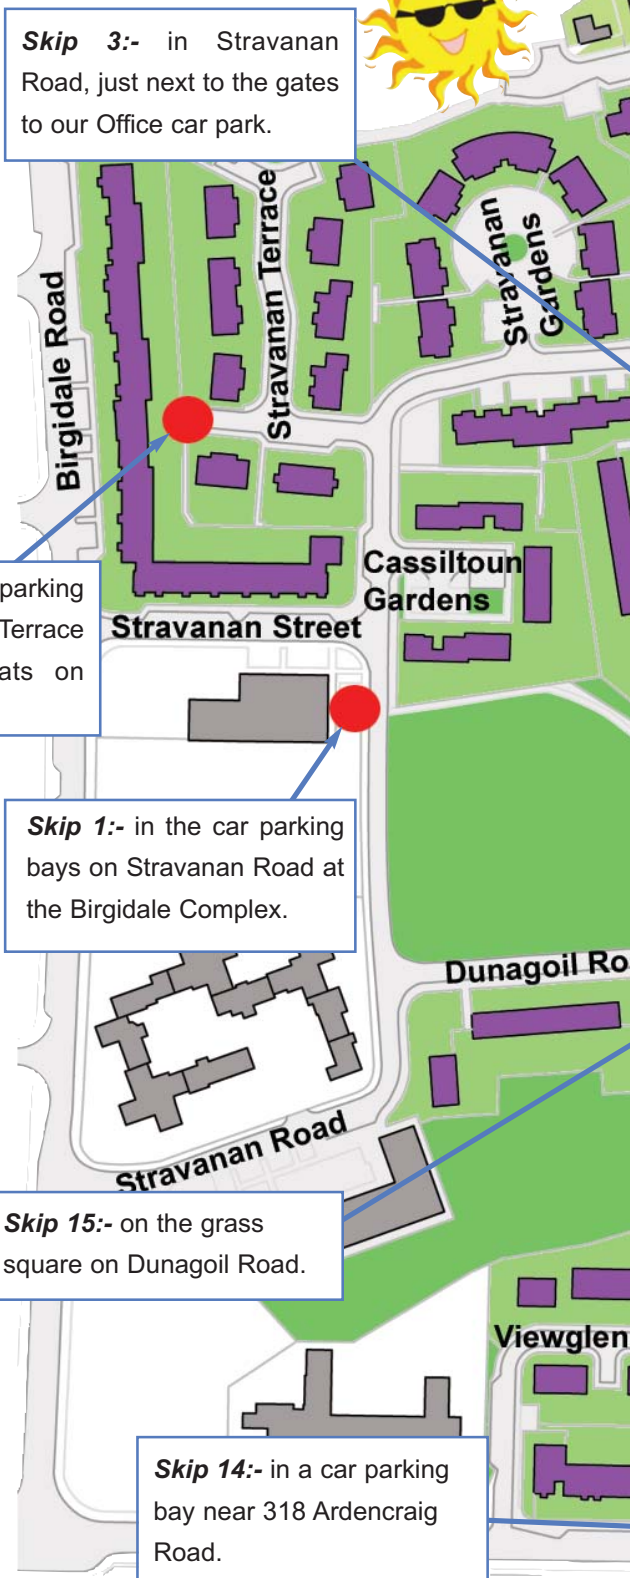 Skip 3:- in Stravanan
Road, just next to the gates
to our Office car park.
Stravanan Terrace
Stravanan
Gardens
Birgidale Road
Cassiltoun
Gardens
parking
Terrace
on
Stravanan Street
Skip 1:- in the car parking
bays on Stravanan Road at
the Birgidale Complex.
Dunagoil Ro
Stravanan Road
Skip 15:- on the grass
square on Dunagoil Road.
Viewglen
Skip 14:- in a car parking
bay near 318 Ardencraig
Road.